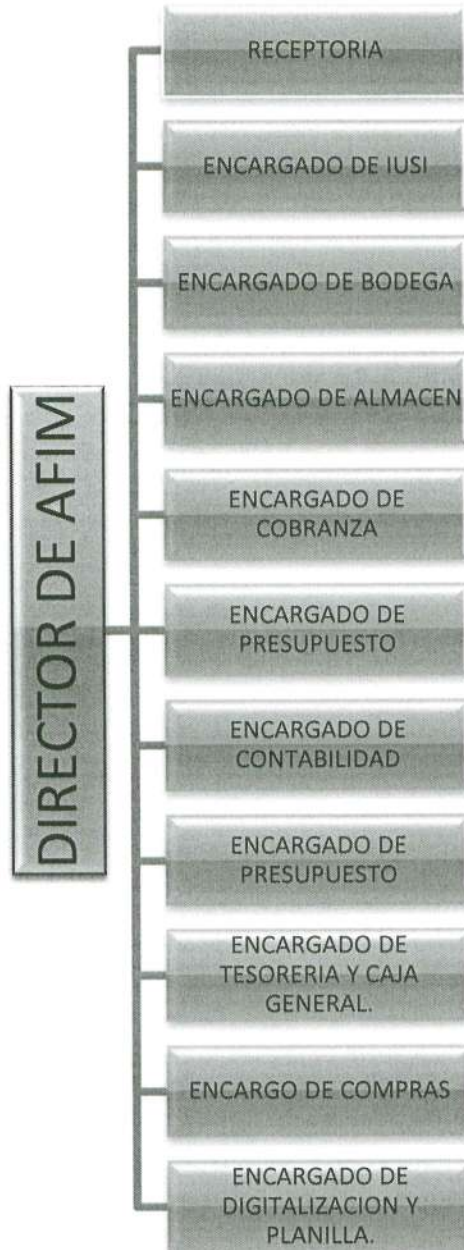 DIRECTOR DE AFIM
RECEPTORIA
ENCARGADO DE IUSI
ENCARGADO DE BODEGA
ENCARGADO DE ALMACEN
ENCARGADO DE
COBRANZA
ENCARGADO DE
PRESUPUESTO
ENCARGADO DE
CONTABILIDAD
ENCARGADO DE
PRESUPUESTO
ENCARGADO DE
TESORERIA Y CAJA
GENERAL.
ENCARGO DE COMPRAS
ENCARGADO DE
DIGITALIZACION Y
PLANILLA.